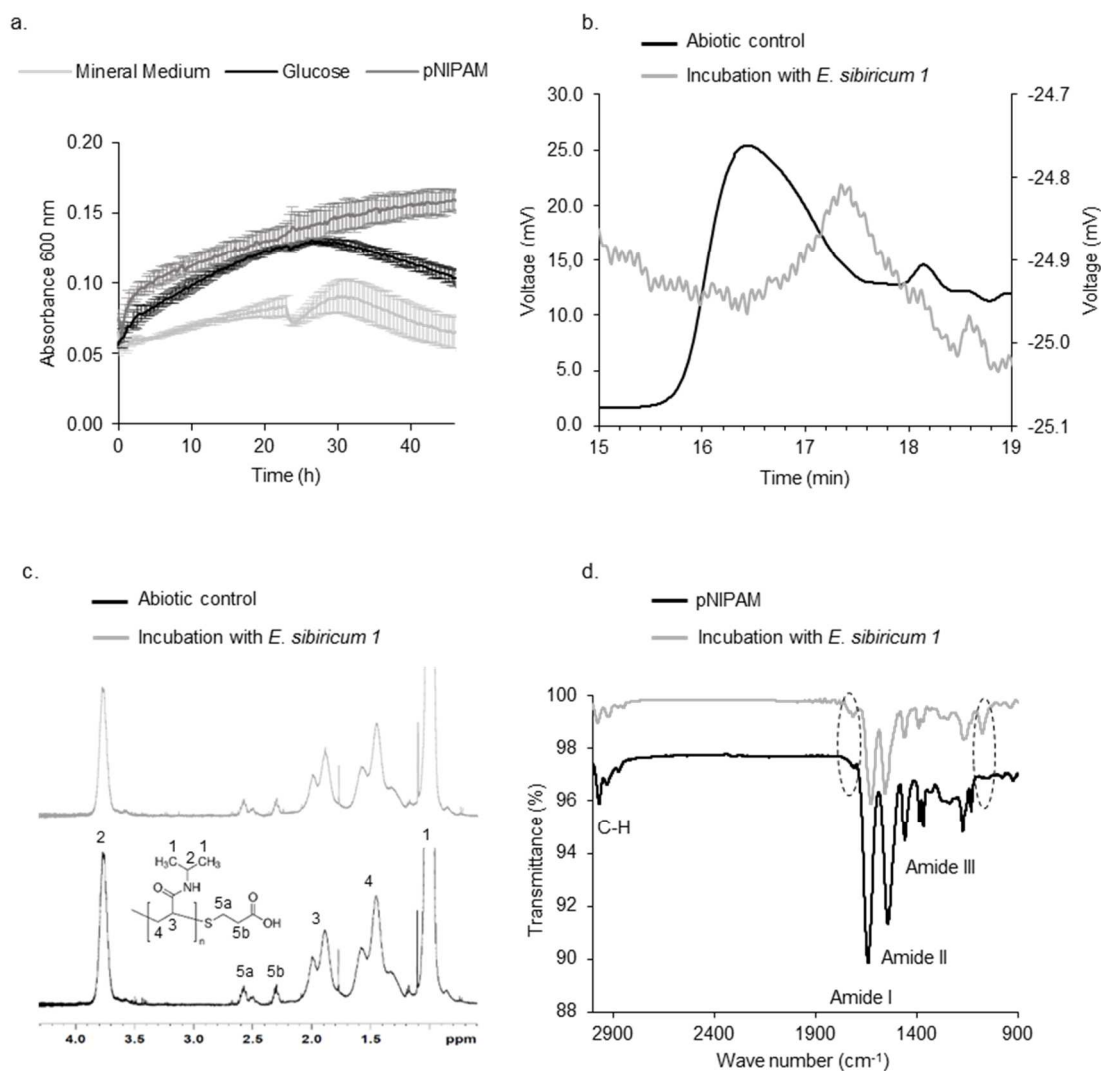 a.
Mineral Medium Glucose pNIPAM
0.20
0.15
0.10
0.05
0.00
Absorbance 600 nm
0 20 40
Time (h)
b.
Abiotic control
Incubation with E. sibiricum 1
30.0
25.0
20.0
15.0
10.0
5.0
0.0
Voltage (mV)
-24.7
-24.8
-24.9
-25.0
-25.1
Voltage (mV)
15 16 17 18 19
Time (min)
c.
Abiotic control
Incubation with E. sibiricum 1
2
1 1
H₃C 2 CH₃
O NH
4 3 n S 5a 5b O OH
5a 5b
3
4
1
4.0 3.5 3.0 2.5 2.0 1.5 ppm
d.
pNIPAM
Incubation with E. sibiricum 1
100
98
96
94
92
90
88
Transmittance (%)
C-H
Amide III
Amide II
Amide I
2900 2400 1900 1400 900
Wave number (cm⁻¹)